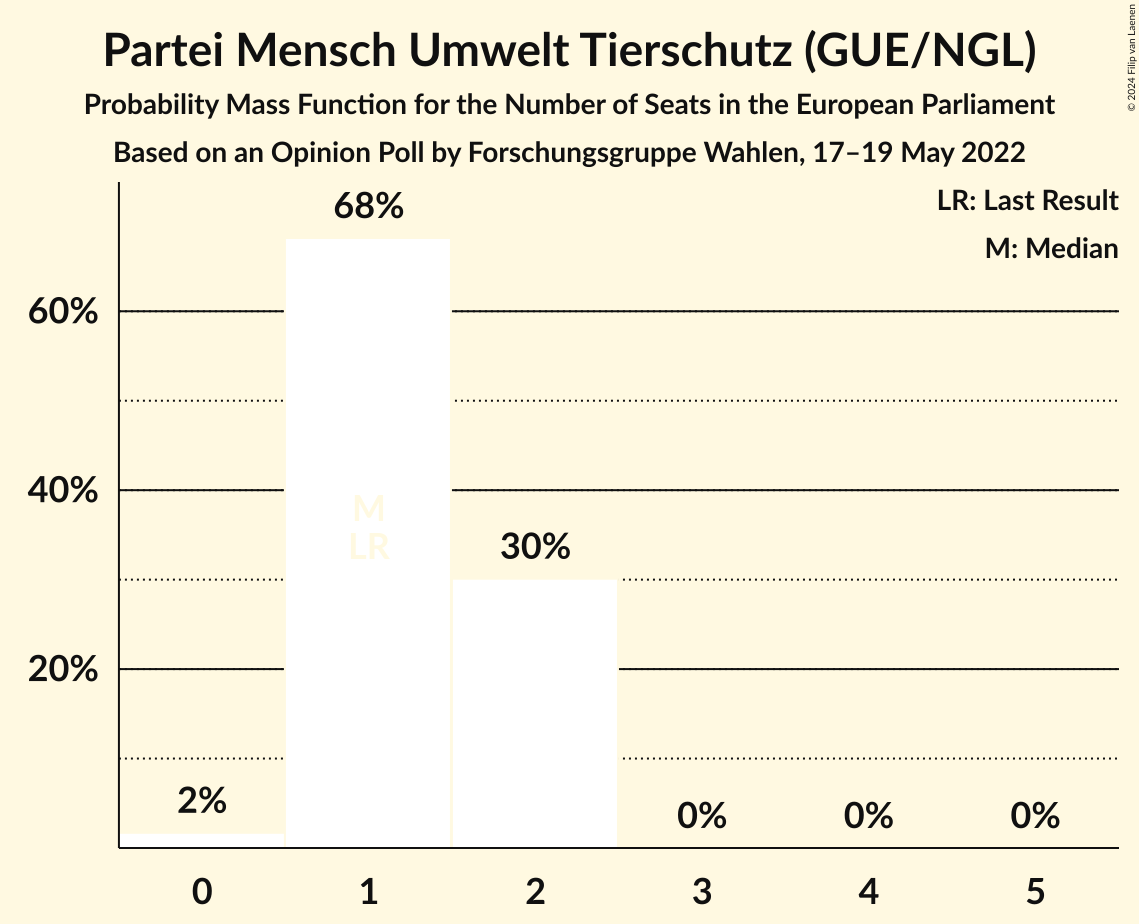 Partei Mensch Umwelt Tierschutz (GUE/NGL)
Probability Mass Function for the Number of Seats in the European Parliament
Based on an Opinion Poll by Forschungsgruppe Wahlen, 17–19 May 2022
© 2024 Filip van Laenen
LR: Last Result
M: Median
68%
60%
40%
M
LR
30%
20%
2%
0%
0%
0%
0
1
2
3
4
5